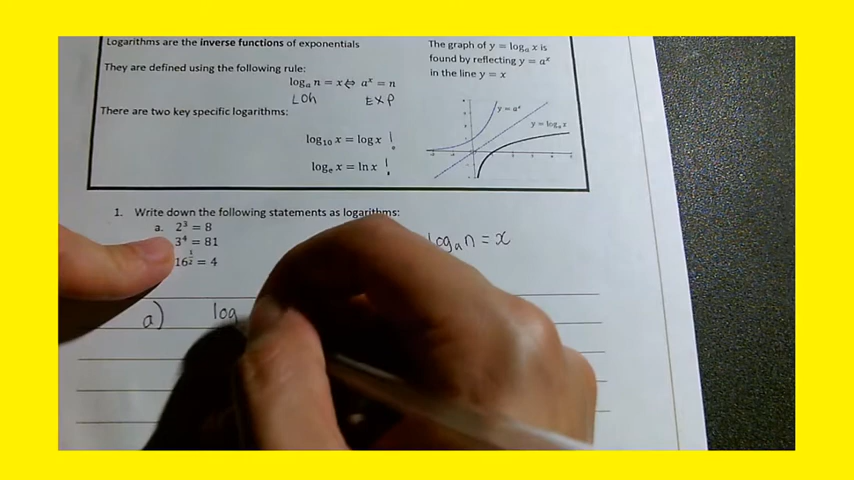 Logarithms are the inverse functions of exponentials
They are defined using the following rule:
logₐ n = x ⇔ aˣ = n
LOG EXP
There are two key specific logarithms:
log₁₀ x = log x !
logₑ x = ln x !
The graph of y = logₐ x is
found by reflecting y = aˣ
in the line y = x
y = aˣ
y = logₐ x
1. Write down the following statements as logarithms:
a. 2³ = 8
3⁴ = 81
16^½ = 4
logₐ n = x
a) log